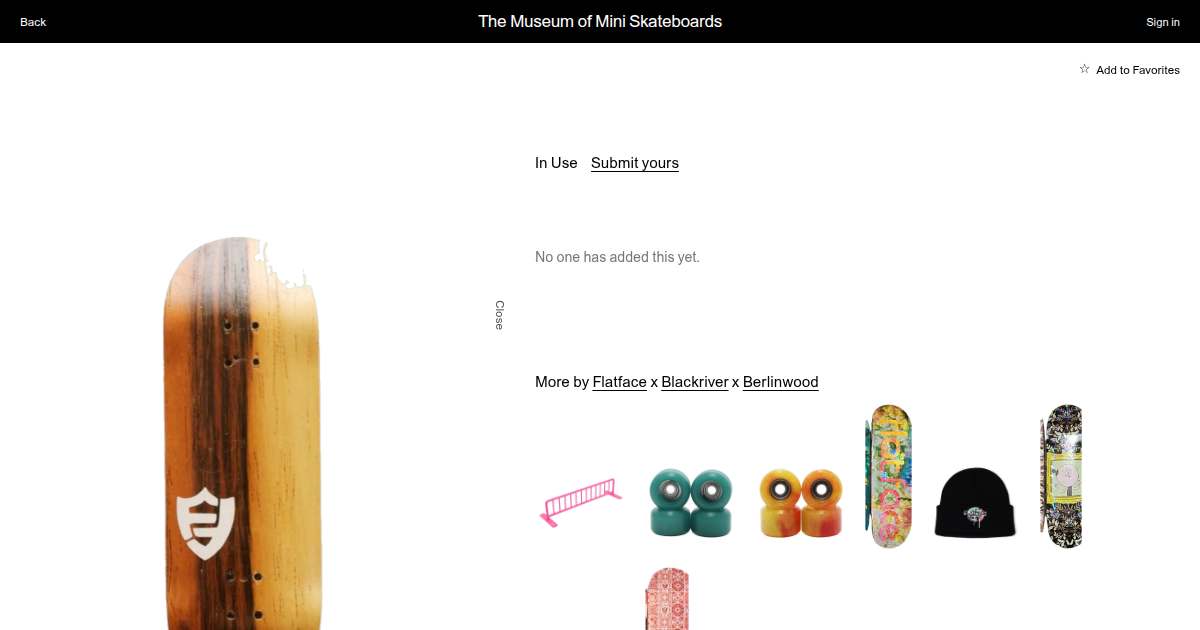 Back
The Museum of Mini Skateboards
Sign in
☆ Add to Favorites
In Use Submit yours
No one has added this yet.
Close
More by Flatface x Blackriver x Berlinwood